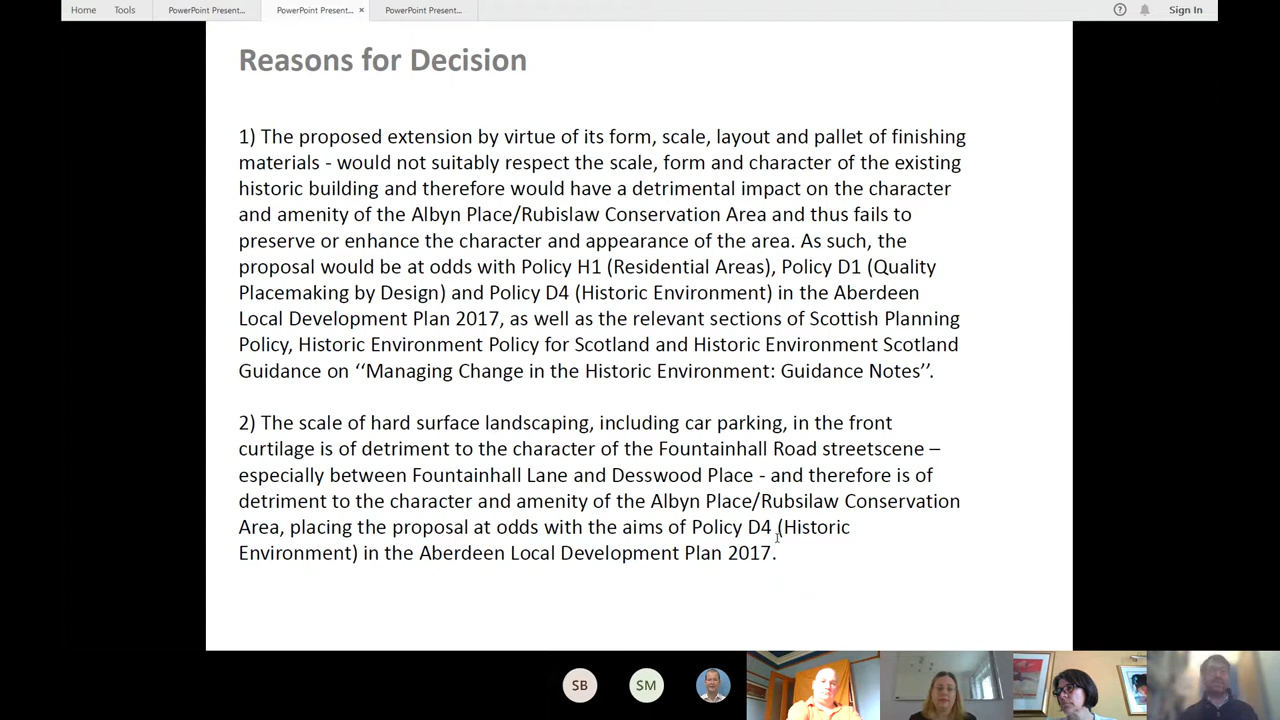 Home Tools PowerPoint Present... PowerPoint Present... × PowerPoint Present... ? Sign In
Reasons for Decision
1) The proposed extension by virtue of its form, scale, layout and pallet of finishing
materials - would not suitably respect the scale, form and character of the existing
historic building and therefore would have a detrimental impact on the character
and amenity of the Albyn Place/Rubislaw Conservation Area and thus fails to
preserve or enhance the character and appearance of the area. As such, the
proposal would be at odds with Policy H1 (Residential Areas), Policy D1 (Quality
Placemaking by Design) and Policy D4 (Historic Environment) in the Aberdeen
Local Development Plan 2017, as well as the relevant sections of Scottish Planning
Policy, Historic Environment Policy for Scotland and Historic Environment Scotland
Guidance on ‘‘Managing Change in the Historic Environment: Guidance Notes’’.
2) The scale of hard surface landscaping, including car parking, in the front
curtilage is of detriment to the character of the Fountainhall Road streetscene –
especially between Fountainhall Lane and Desswood Place - and therefore is of
detriment to the character and amenity of the Albyn Place/Rubsilaw Conservation
Area, placing the proposal at odds with the aims of Policy D4 (Historic
Environment) in the Aberdeen Local Development Plan 2017.
SB SM